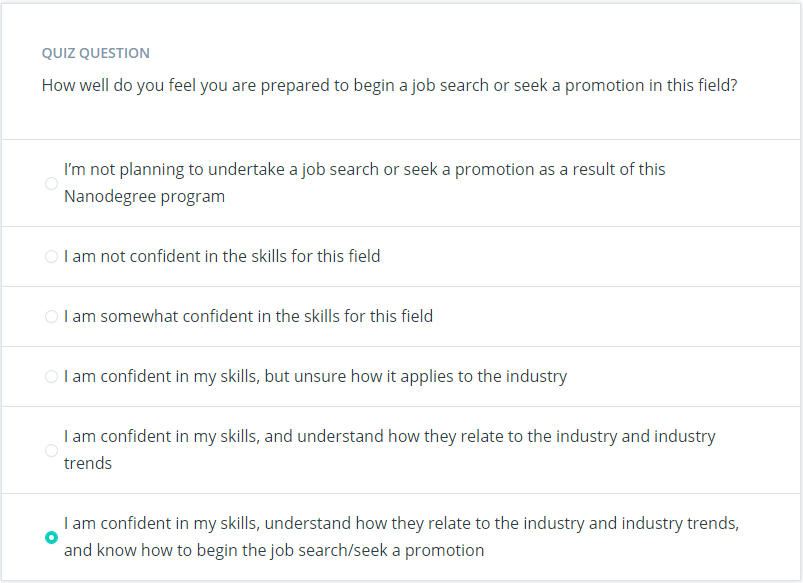 QUIZ QUESTION
How well do you feel you are prepared to begin a job search or seek a promotion in this field?
I’m not planning to undertake a job search or seek a promotion as a result of this
Nanodegree program
I am not confident in the skills for this field
I am somewhat confident in the skills for this field
I am confident in my skills, but unsure how it applies to the industry
I am confident in my skills, and understand how they relate to the industry and industry
trends
I am confident in my skills, understand how they relate to the industry and industry trends,
and know how to begin the job search/seek a promotion